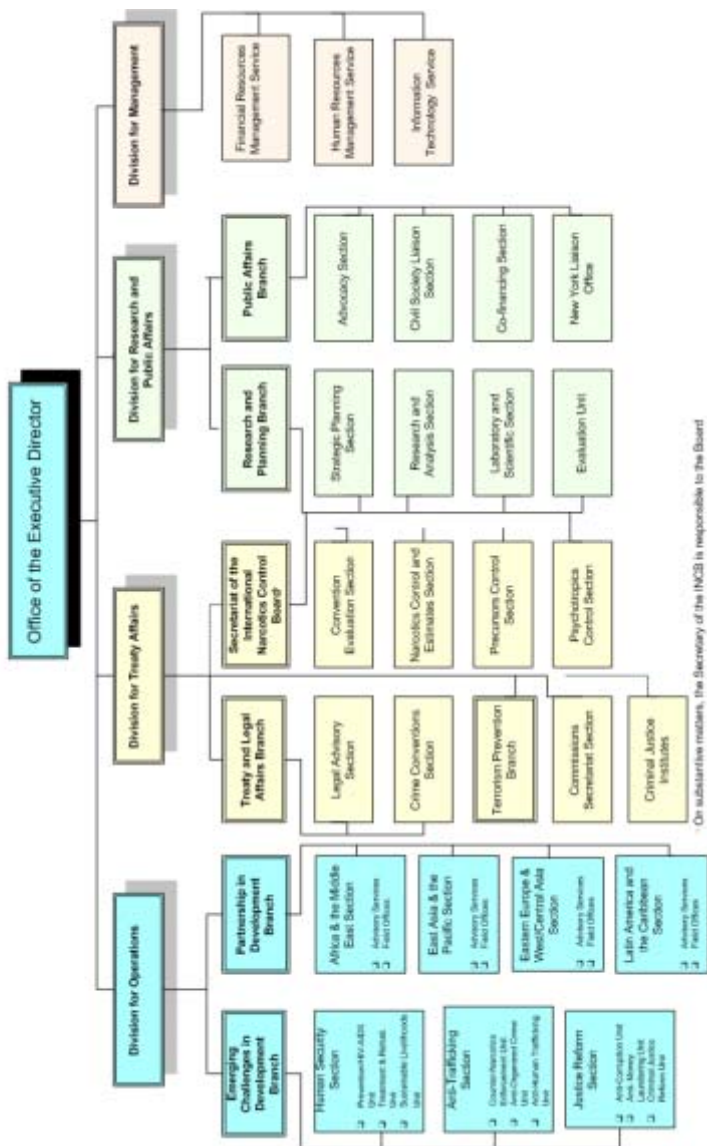 Office of the Executive Director
Division for Operations
Division for Treaty Affairs
Division for Research and
Public Affairs
Division for Management
Emerging
Challenges in
Development
Branch
Human Security
Section
Prevention/HIV-AIDS
Unit
Treatment & Rehab.
Unit
Sustainable Livelihoods
Unit
Anti-Trafficking
Section
Counter-Narcotics
Enforcement Unit
Anti-Organized Crime
Unit
Anti-Human Trafficking
Unit
Justice Reform
Section
Anti-Corruption Unit
Anti- Money
Laundering Unit
Criminal Justice
Reform Unit
Partnership in
Development
Branch
Africa & the Middle
East Section
Advisory Services
Field Offices
East Asia & the
Pacific Section
Advisory Services
Field Offices
Eastern Europe &
West/Central Asia
Section
Advisory Services
Field Offices
Latin America and
the Caribbean
Section
Advisory Services
Field Offices
Treaty and Legal
Affairs Branch
Legal Advisory
Section
Crime Conventions
Section
Terrorism Prevention
Branch
Commissions
Secretariat Section
Criminal Justice
Institutes
Secretariat of the
International
Narcotics Control
Board
Convention
Evaluation Section
Narcotics Control and
Estimates Section
Precursors Control
Section
Psychotropics
Control Section
Research and
Planning Branch
Strategic Planning
Section
Research and
Analysis Section
Laboratory and
Scientific Section
Evaluation Unit
Public Affairs
Branch
Advocacy Section
Civil Society Liaison
Section
Co-financing Section
New York Liaison
Office
Financial Resources
Management Service
Human Resources
Management Service
Information
Technology Service
On substantive matters, the Secretary of the INCB is responsible to the Board